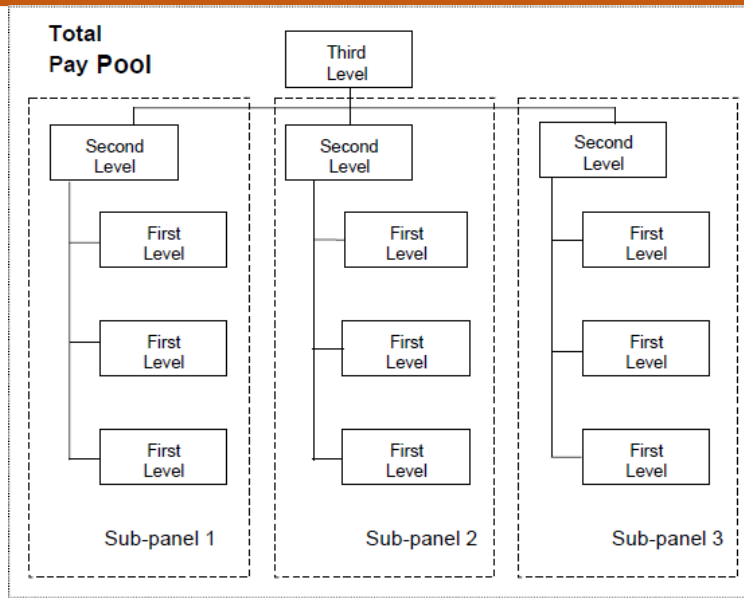 Total
Pay Pool
Third
Level
Second
Level
First
Level
First
Level
First
Level
Sub-panel 1
Second
Level
First
Level
First
Level
First
Level
Sub-panel 2
Second
Level
First
Level
First
Level
First
Level
Sub-panel 3